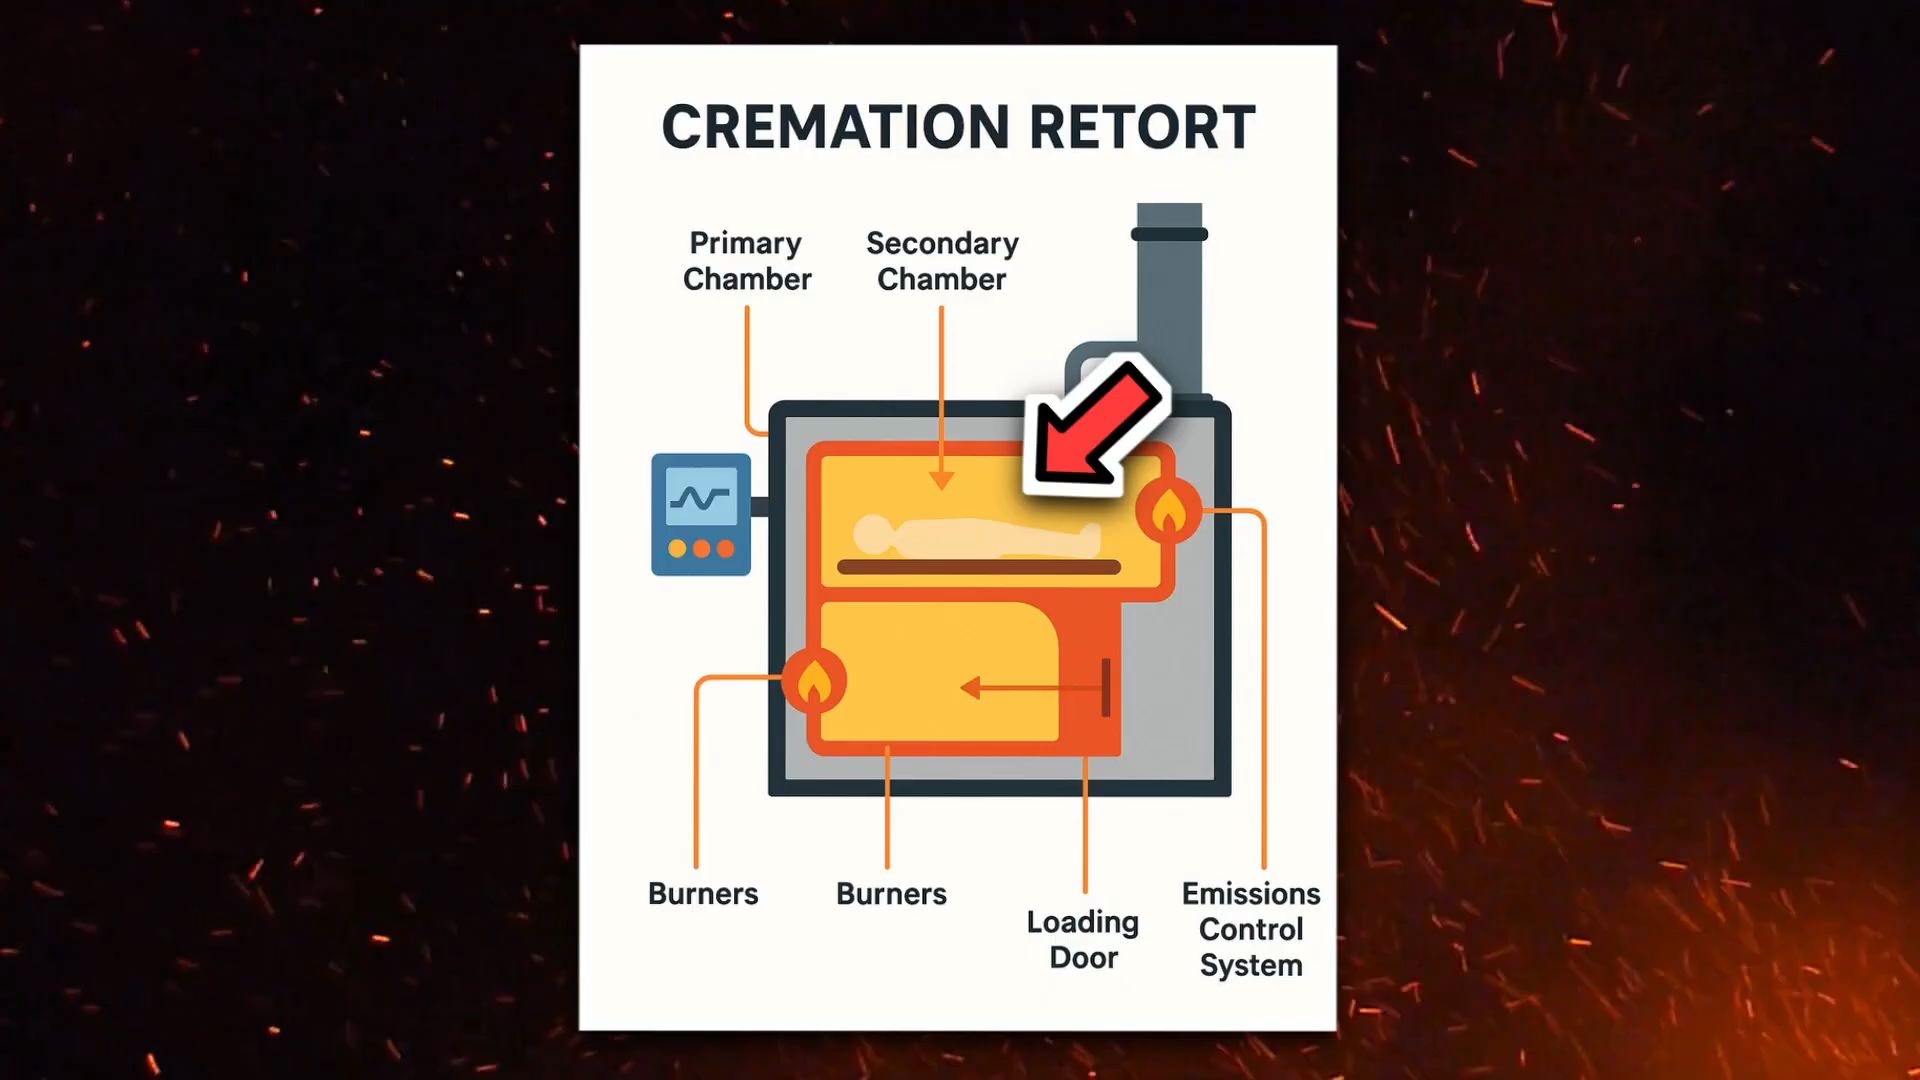 CREMATION RETORT
Primary
Chamber
Secondary
Chamber
Burners
Burners
Loading
Door
Emissions
Control
System